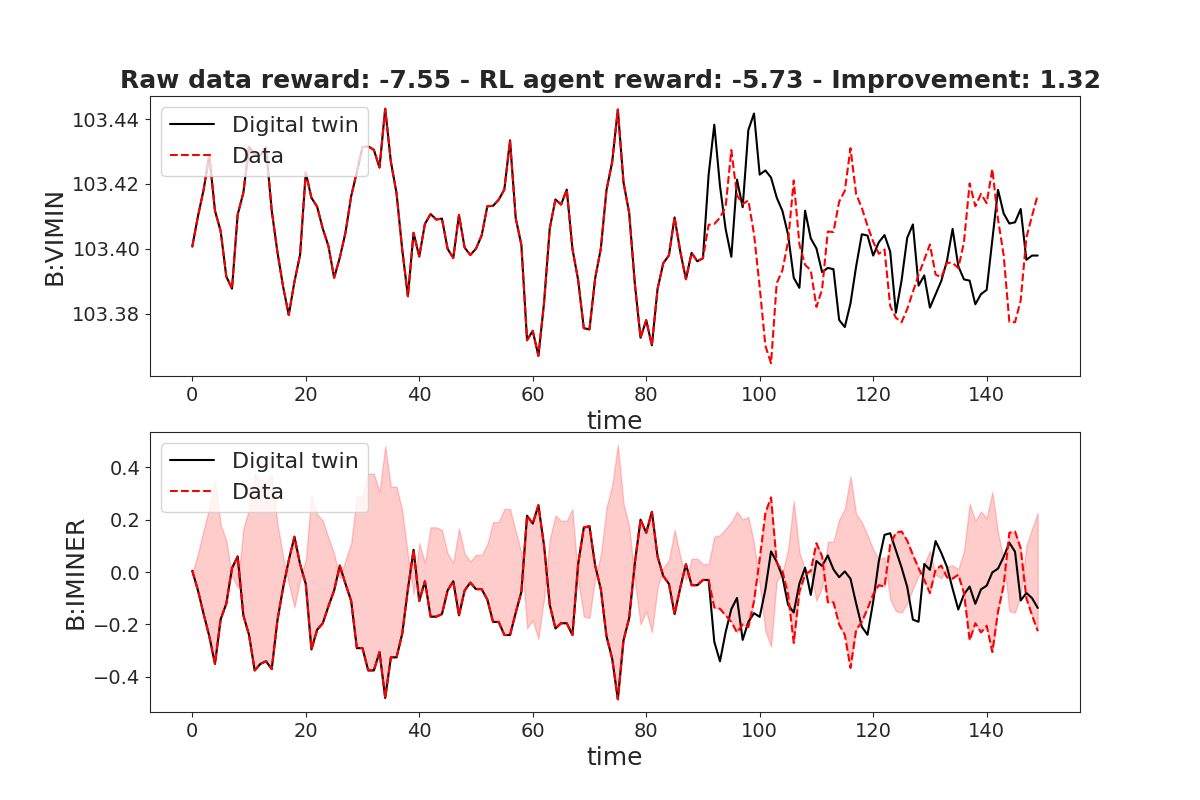 Raw data reward: -7.55 - RL agent reward: -5.73 - Improvement: 1.32
103.44
103.42
103.40
103.38
B:VIMIN
Digital twin
Data
0 20 40 60 80 100 120 140
time
0.4
0.2
0.0
−0.2
−0.4
B:IMINER
Digital twin
Data
0 20 40 60 80 100 120 140
time